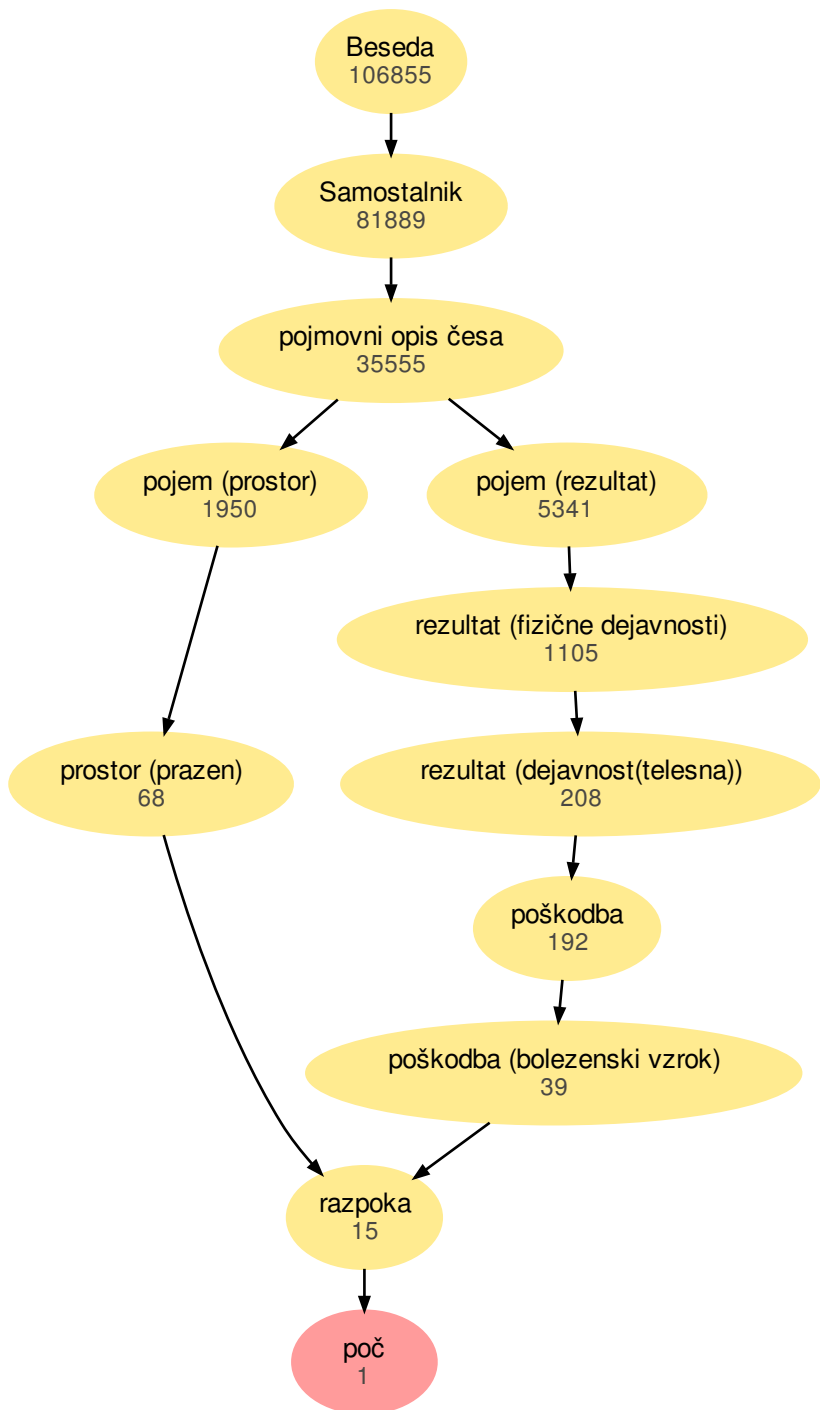 Beseda
106855
Samostalnik
81889
pojmovni opis česa
35555
pojem (prostor)
1950
pojem (rezultat)
5341
rezultat (fizične dejavnosti)
1105
prostor (prazen)
68
rezultat (dejavnost(telesna))
208
poškodba
192
poškodba (bolezenski vzrok)
39
razpoka
15
poč
1